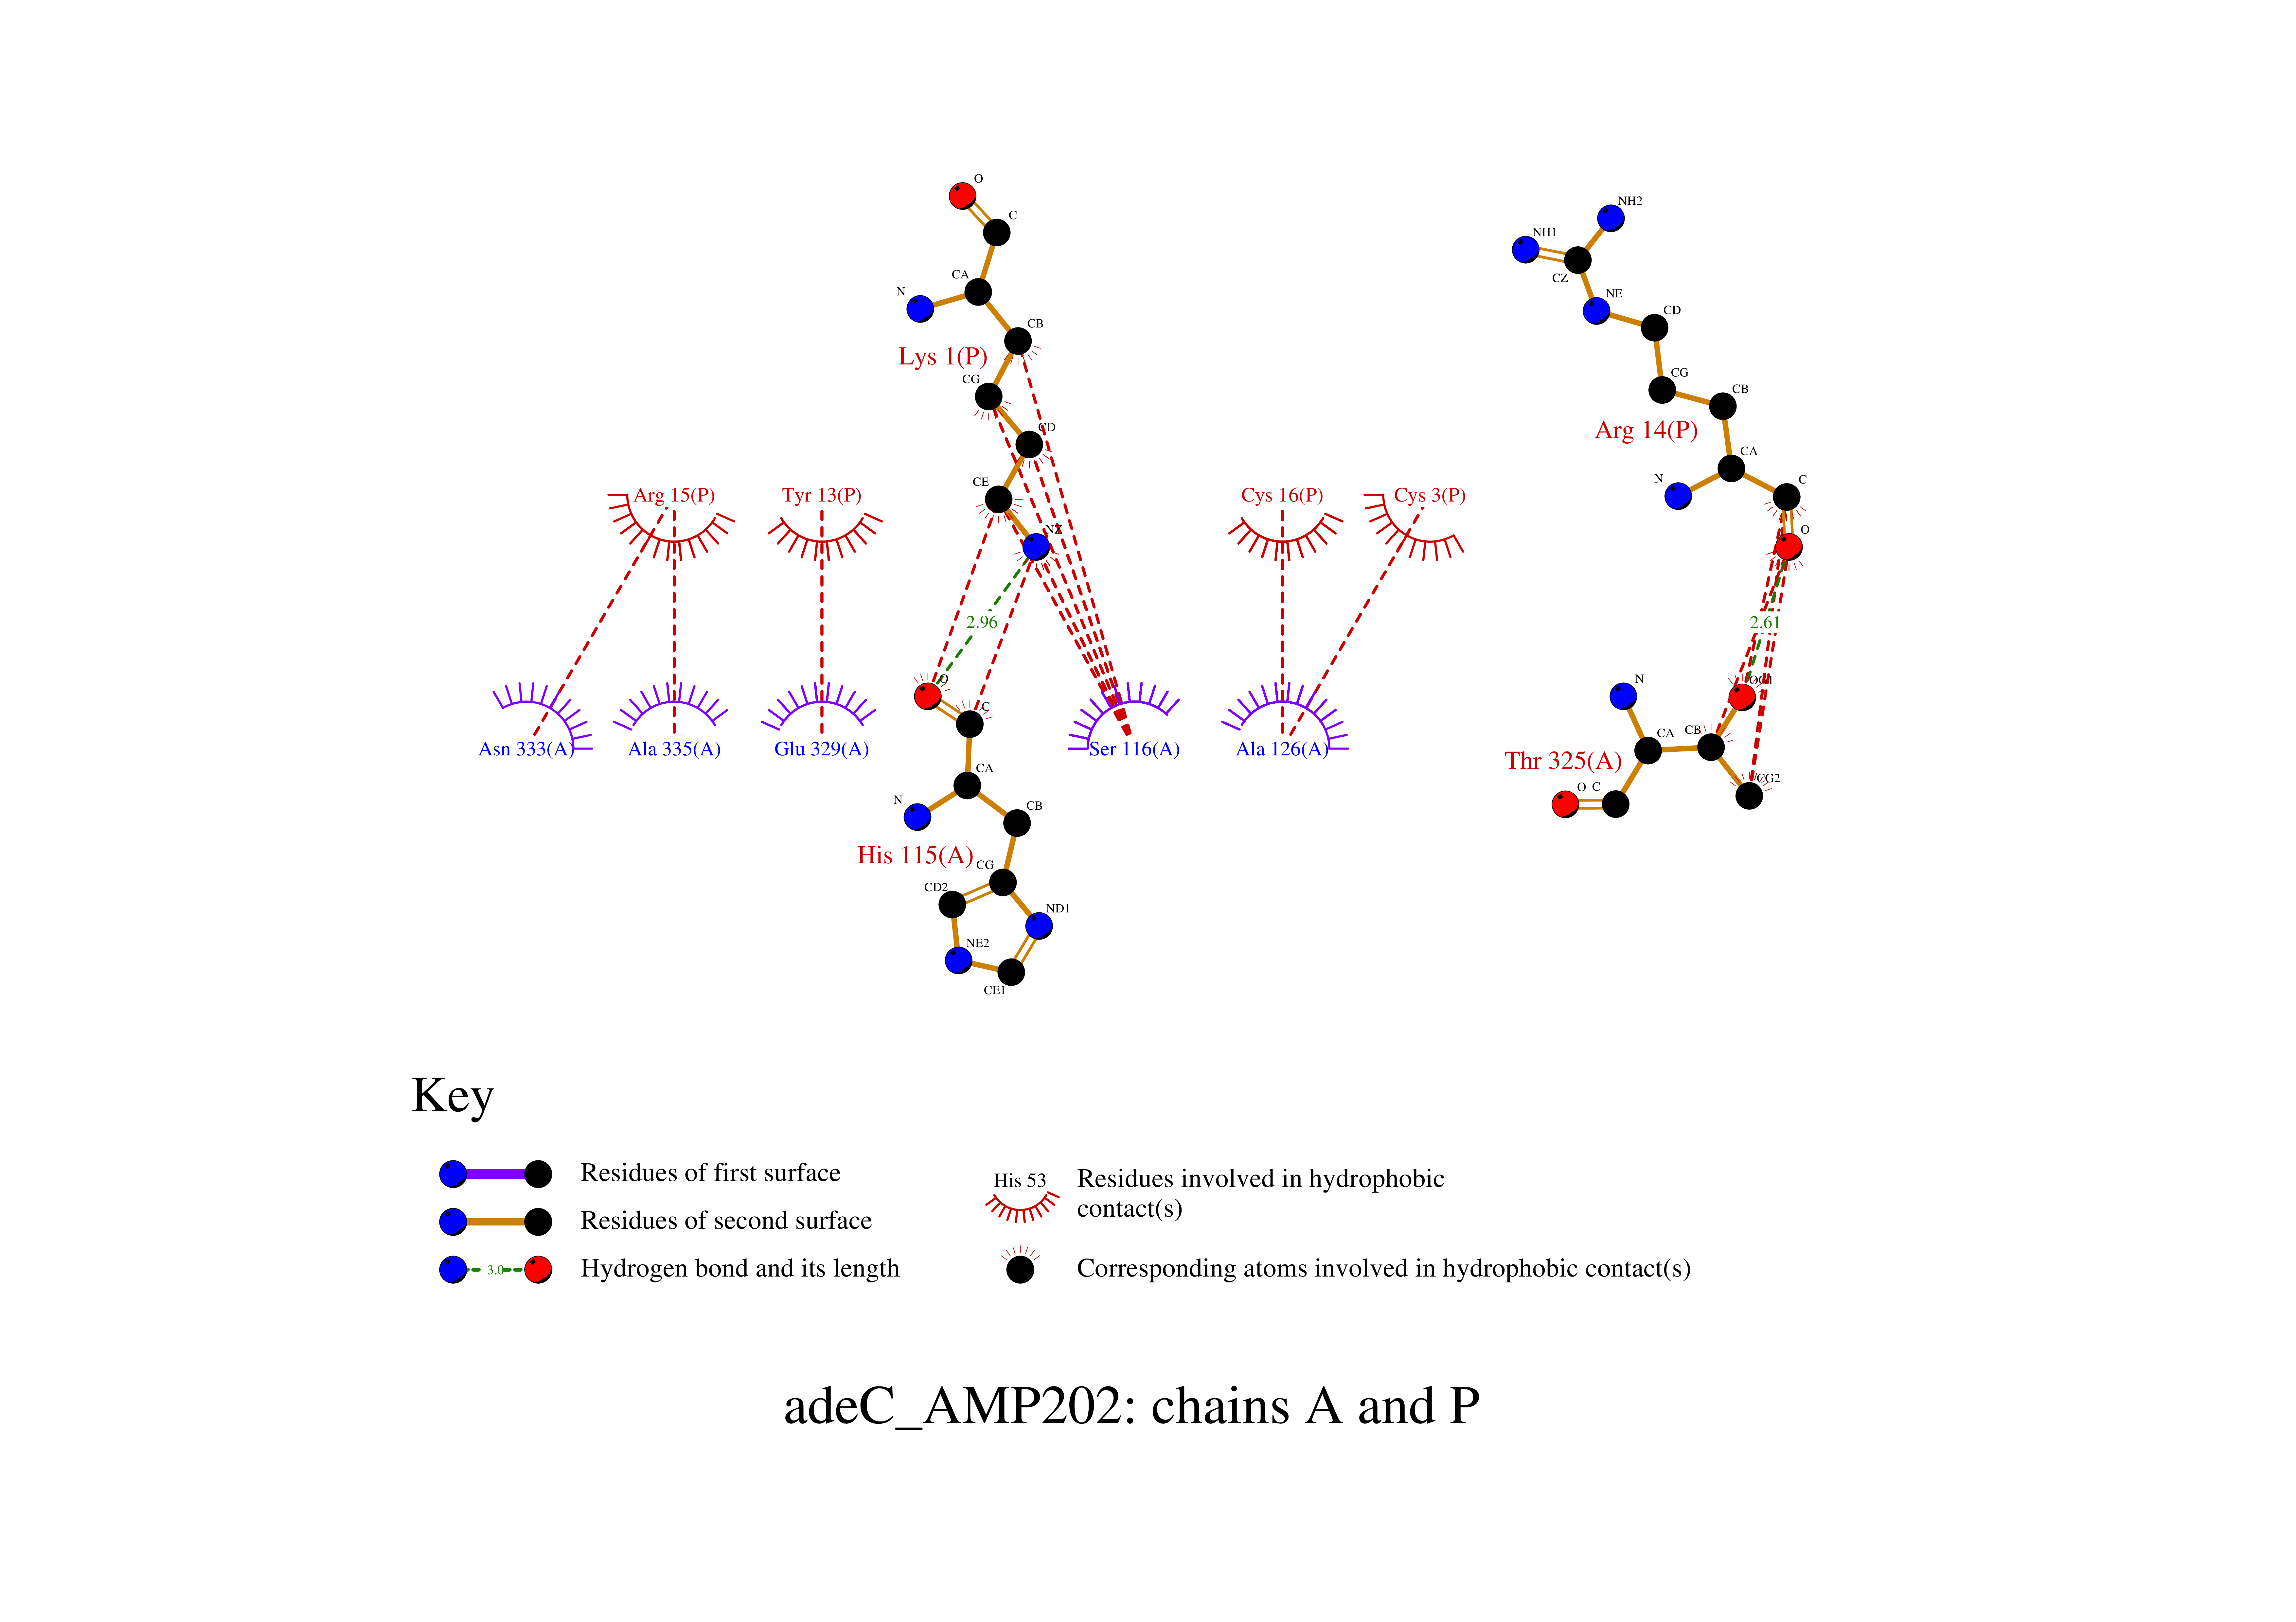 O
C
CA
N
CB
Lys 1(P)
CG
CD
CE
NZ
NH2
NH1
CZ
NE
CD
CG
CB
Arg 14(P)
CA
N
C
O
Arg 15(P)
Tyr 13(P)
Cys 16(P)
Cys 3(P)
2.96
2.61
Asn 333(A)
Ala 335(A)
Glu 329(A)
Ser 116(A)
Ala 126(A)
O
C
CA
N
CB
His 115(A)
CG
CD2
ND1
NE2
CE1
N
OG1
CA
CB
Thr 325(A)
CG2
O C
Key
Residues of first surface
Residues of second surface
3.0
Hydrogen bond and its length
His 53
Residues involved in hydrophobic
contact(s)
Corresponding atoms involved in hydrophobic contact(s)
adeC_AMP202: chains A and P